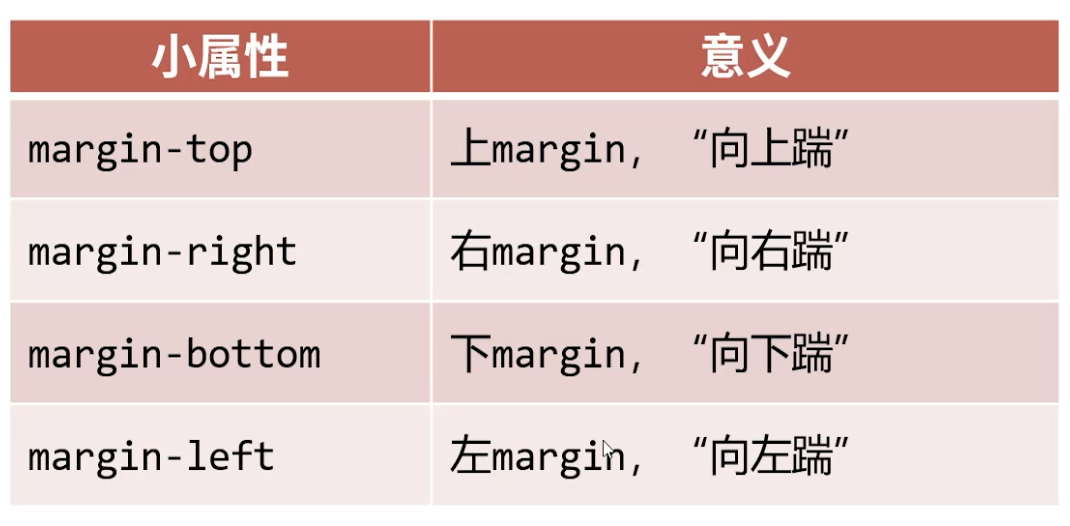 小属性 意义
margin-top 上margin, “向上踹”
margin-right 右margin, “向右踹”
margin-bottom 下margin, “向下踹”
margin-left 左margin, “向左踹”